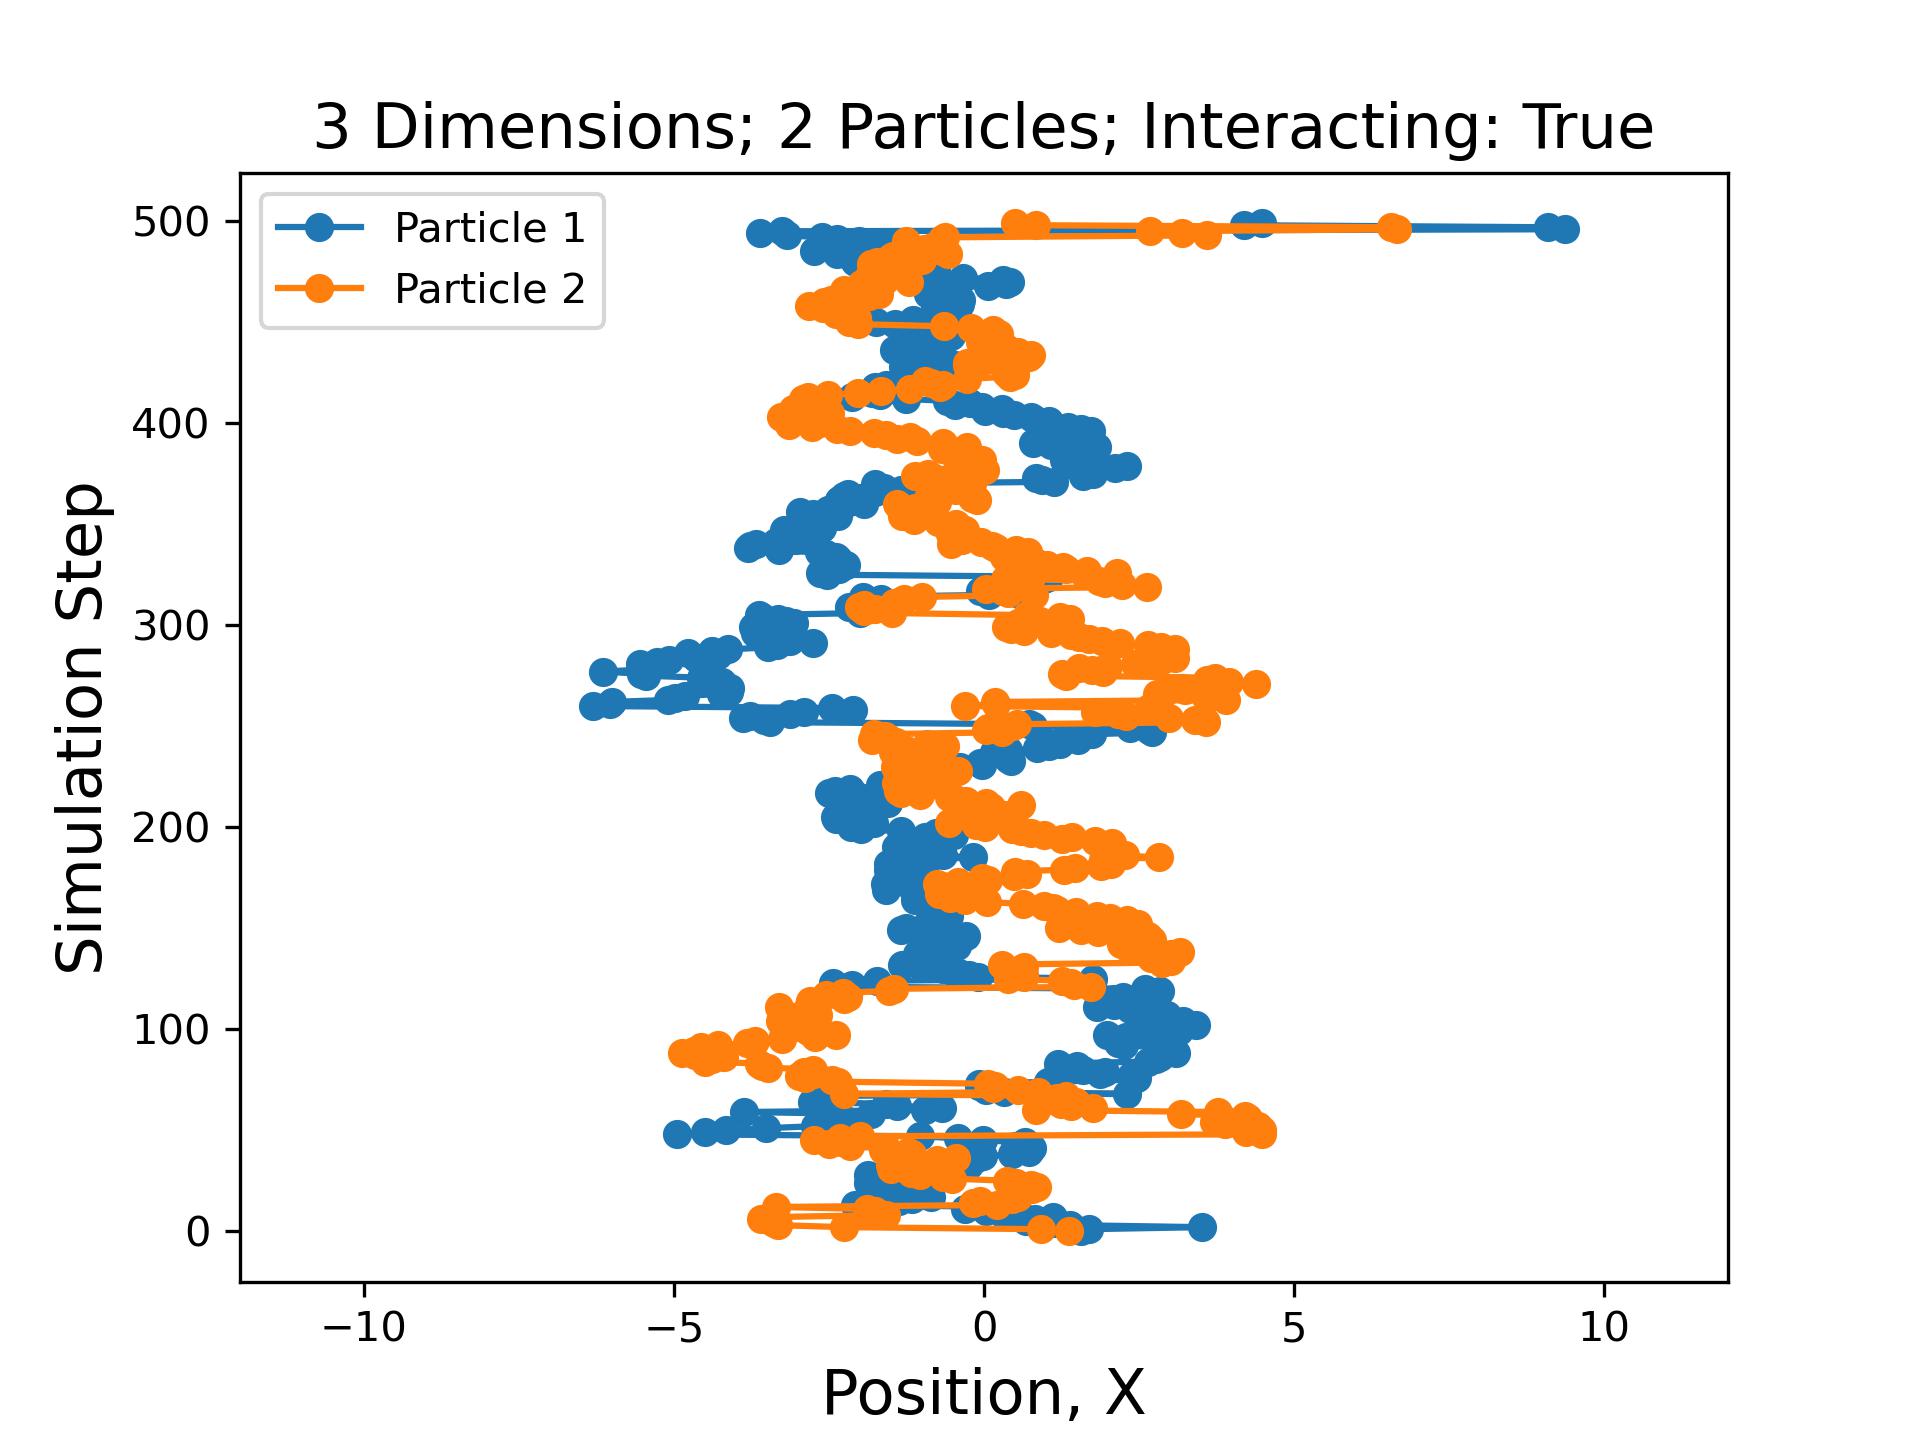 3 Dimensions; 2 Particles; Interacting: True
Particle 1
Particle 2
500
400
300
200
100
0
Simulation Step
−10
−5
0
5
10
Position, X